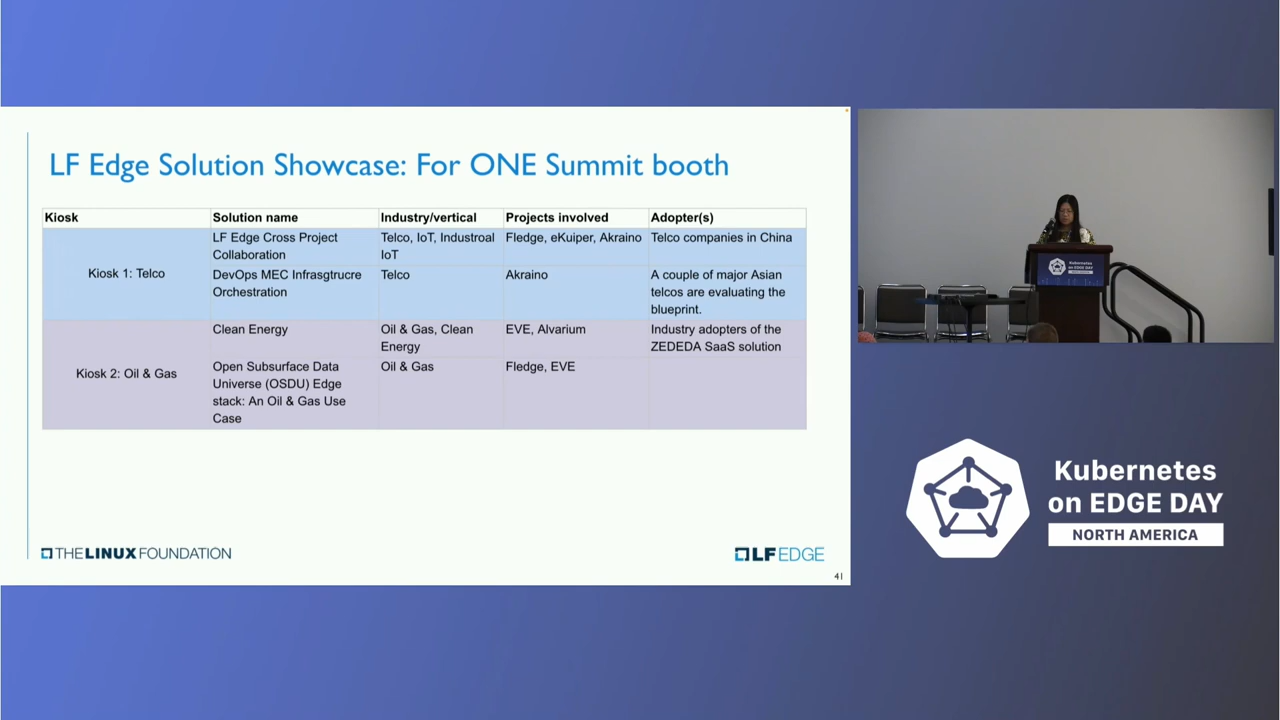 LF Edge Solution Showcase: For ONE Summit booth
Kiosk Solution name Industry/vertical Projects involved Adopter(s)
Kiosk 1: Telco
LF Edge Cross Project
Collaboration
Telco, IoT, Industroal
IoT
Fledge, eKuiper, Akraino
Telco companies in China
DevOps MEC Infrasgtrucre
Orchestration
Telco
Akraino
A couple of major Asian
telcos are evaluating the
blueprint.
Kiosk 2: Oil & Gas
Clean Energy
Oil & Gas, Clean
Energy
EVE, Alvarium
Industry adopters of the
ZEDEDA SaaS solution
Open Subsurface Data
Universe (OSDU) Edge
stack: An Oil & Gas Use
Case
Oil & Gas
Fledge, EVE
THE LINUX FOUNDATION
LF EDGE
41
Kubernetes
on EDGE DAY
Kubernetes
on EDGE DAY
NORTH AMERICA